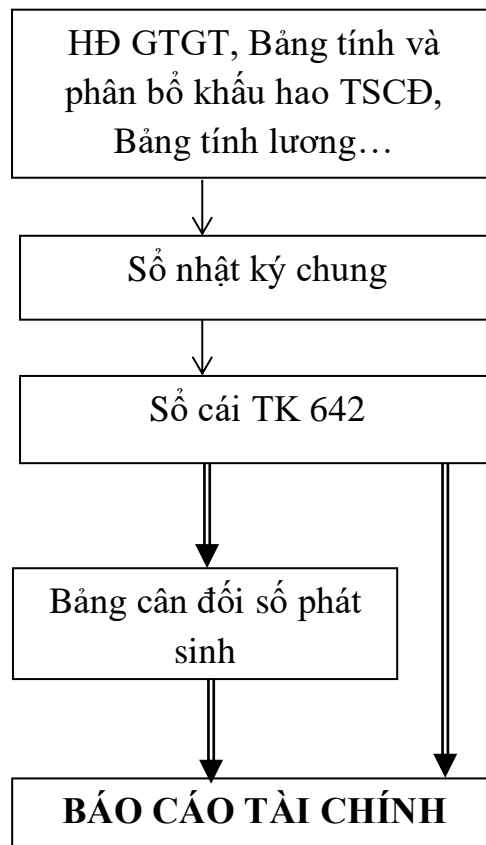 HĐ GTGT, Bảng tính và
phân bổ khấu hao TSCĐ,
Bảng tính lương…
Sổ nhật ký chung
Sổ cái TK 642
Bảng cân đối số phát
sinh
BÁO CÁO TÀI CHÍNH